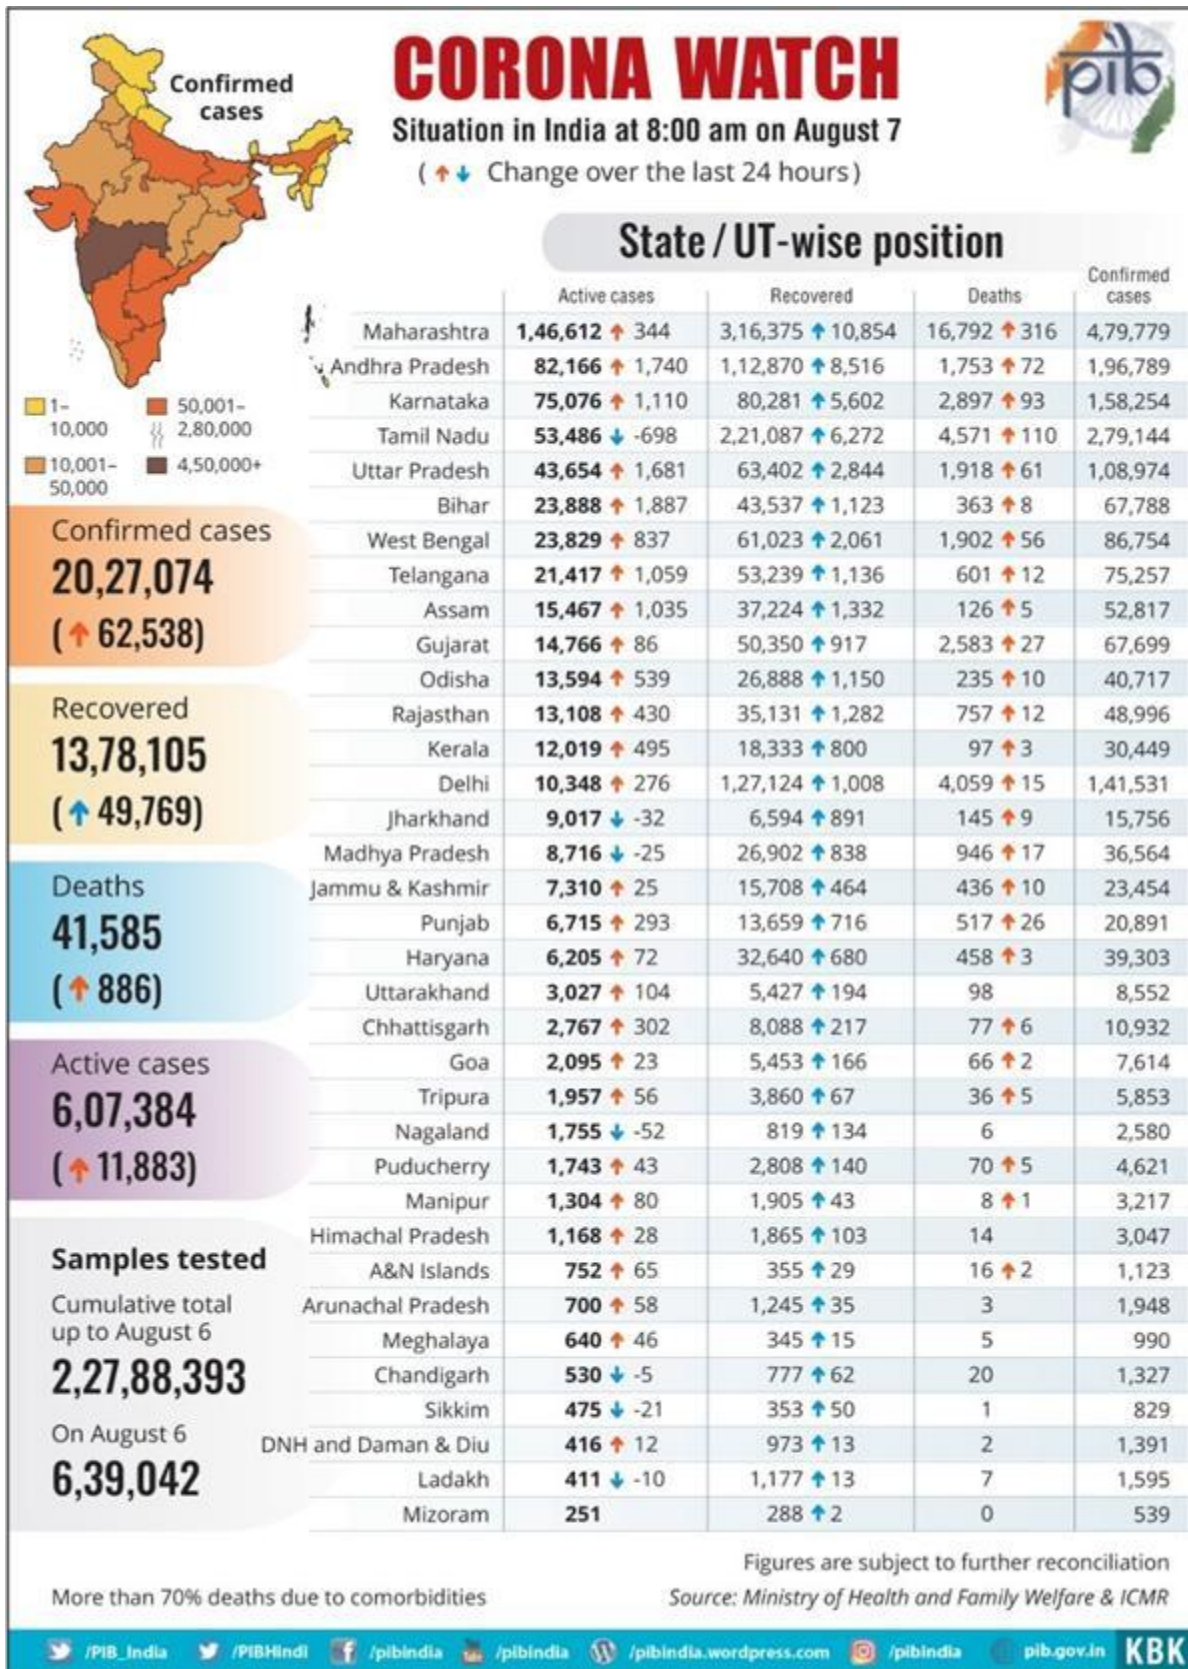 CORONA WATCH
Situation in India at 8:00 am on August 7
( ↑ ↓ Change over the last 24 hours)
पिब
Confirmed
cases
1–
10,000
50,001–
2,80,000
10,001–
50,000
4,50,000+
Confirmed cases
20,27,074
(↑ 62,538)
Recovered
13,78,105
(↑ 49,769)
Deaths
41,585
(↑ 886)
Active cases
6,07,384
(↑ 11,883)
Samples tested
Cumulative total
up to August 6
2,27,88,393
On August 6
6,39,042
State / UT-wise position
Active cases Recovered Deaths Confirmed cases
Maharashtra 1,46,612 ↑ 344 3,16,375 ↑ 10,854 16,792 ↑ 316 4,79,779
Andhra Pradesh 82,166 ↑ 1,740 1,12,870 ↑ 8,516 1,753 ↑ 72 1,96,789
Karnataka 75,076 ↑ 1,110 80,281 ↑ 5,602 2,897 ↑ 93 1,58,254
Tamil Nadu 53,486 ↓ -698 2,21,087 ↑ 6,272 4,571 ↑ 110 2,79,144
Uttar Pradesh 43,654 ↑ 1,681 63,402 ↑ 2,844 1,918 ↑ 61 1,08,974
Bihar 23,888 ↑ 1,887 43,537 ↑ 1,123 363 ↑ 8 67,788
West Bengal 23,829 ↑ 837 61,023 ↑ 2,061 1,902 ↑ 56 86,754
Telangana 21,417 ↑ 1,059 53,239 ↑ 1,136 601 ↑ 12 75,257
Assam 15,467 ↑ 1,035 37,224 ↑ 1,332 126 ↑ 5 52,817
Gujarat 14,766 ↑ 86 50,350 ↑ 917 2,583 ↑ 27 67,699
Odisha 13,594 ↑ 539 26,888 ↑ 1,150 235 ↑ 10 40,717
Rajasthan 13,108 ↑ 430 35,131 ↑ 1,282 757 ↑ 12 48,996
Kerala 12,019 ↑ 495 18,333 ↑ 800 97 ↑ 3 30,449
Delhi 10,348 ↑ 276 1,27,124 ↑ 1,008 4,059 ↑ 15 1,41,531
Jharkhand 9,017 ↓ -32 6,594 ↑ 891 145 ↑ 9 15,756
Madhya Pradesh 8,716 ↓ -25 26,902 ↑ 838 946 ↑ 17 36,564
Jammu & Kashmir 7,310 ↑ 25 15,708 ↑ 464 436 ↑ 10 23,454
Punjab 6,715 ↑ 293 13,659 ↑ 716 517 ↑ 26 20,891
Haryana 6,205 ↑ 72 32,640 ↑ 680 458 ↑ 3 39,303
Uttarakhand 3,027 ↑ 104 5,427 ↑ 194 98 8,552
Chhattisgarh 2,767 ↑ 302 8,088 ↑ 217 77 ↑ 6 10,932
Goa 2,095 ↑ 23 5,453 ↑ 166 66 ↑ 2 7,614
Tripura 1,957 ↑ 56 3,860 ↑ 67 36 ↑ 5 5,853
Nagaland 1,755 ↓ -52 819 ↑ 134 6 2,580
Puducherry 1,743 ↑ 43 2,808 ↑ 140 70 ↑ 5 4,621
Manipur 1,304 ↑ 80 1,905 ↑ 43 8 ↑ 1 3,217
Himachal Pradesh 1,168 ↑ 28 1,865 ↑ 103 14 3,047
A&N Islands 752 ↑ 65 355 ↑ 29 16 ↑ 2 1,123
Arunachal Pradesh 700 ↑ 58 1,245 ↑ 35 3 1,948
Meghalaya 640 ↑ 46 345 ↑ 15 5 990
Chandigarh 530 ↓ -5 777 ↑ 62 20 1,327
Sikkim 475 ↓ -21 353 ↑ 50 1 829
DNH and Daman & Diu 416 ↑ 12 973 ↑ 13 2 1,391
Ladakh 411 ↓ -10 1,177 ↑ 13 7 1,595
Mizoram 251 288 ↑ 2 0 539
Figures are subject to further reconciliation
More than 70% deaths due to comorbidities
Source: Ministry of Health and Family Welfare & ICMR
/PIB_India /PIBHindi /pibindia /pibindia /pibindia.wordpress.com /pibindia pib.gov.in KBK